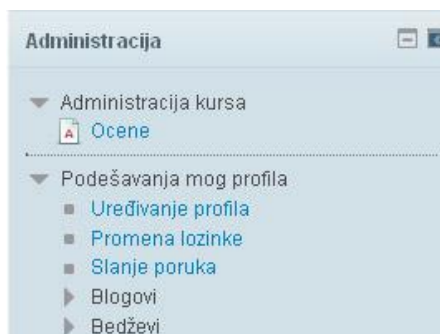 Administracija
Administracija kursa
A Ocene
Podešavanja mog profila
Uređivanje profila
Promena lozinke
Slanje poruka
Blogovi
Bedževi